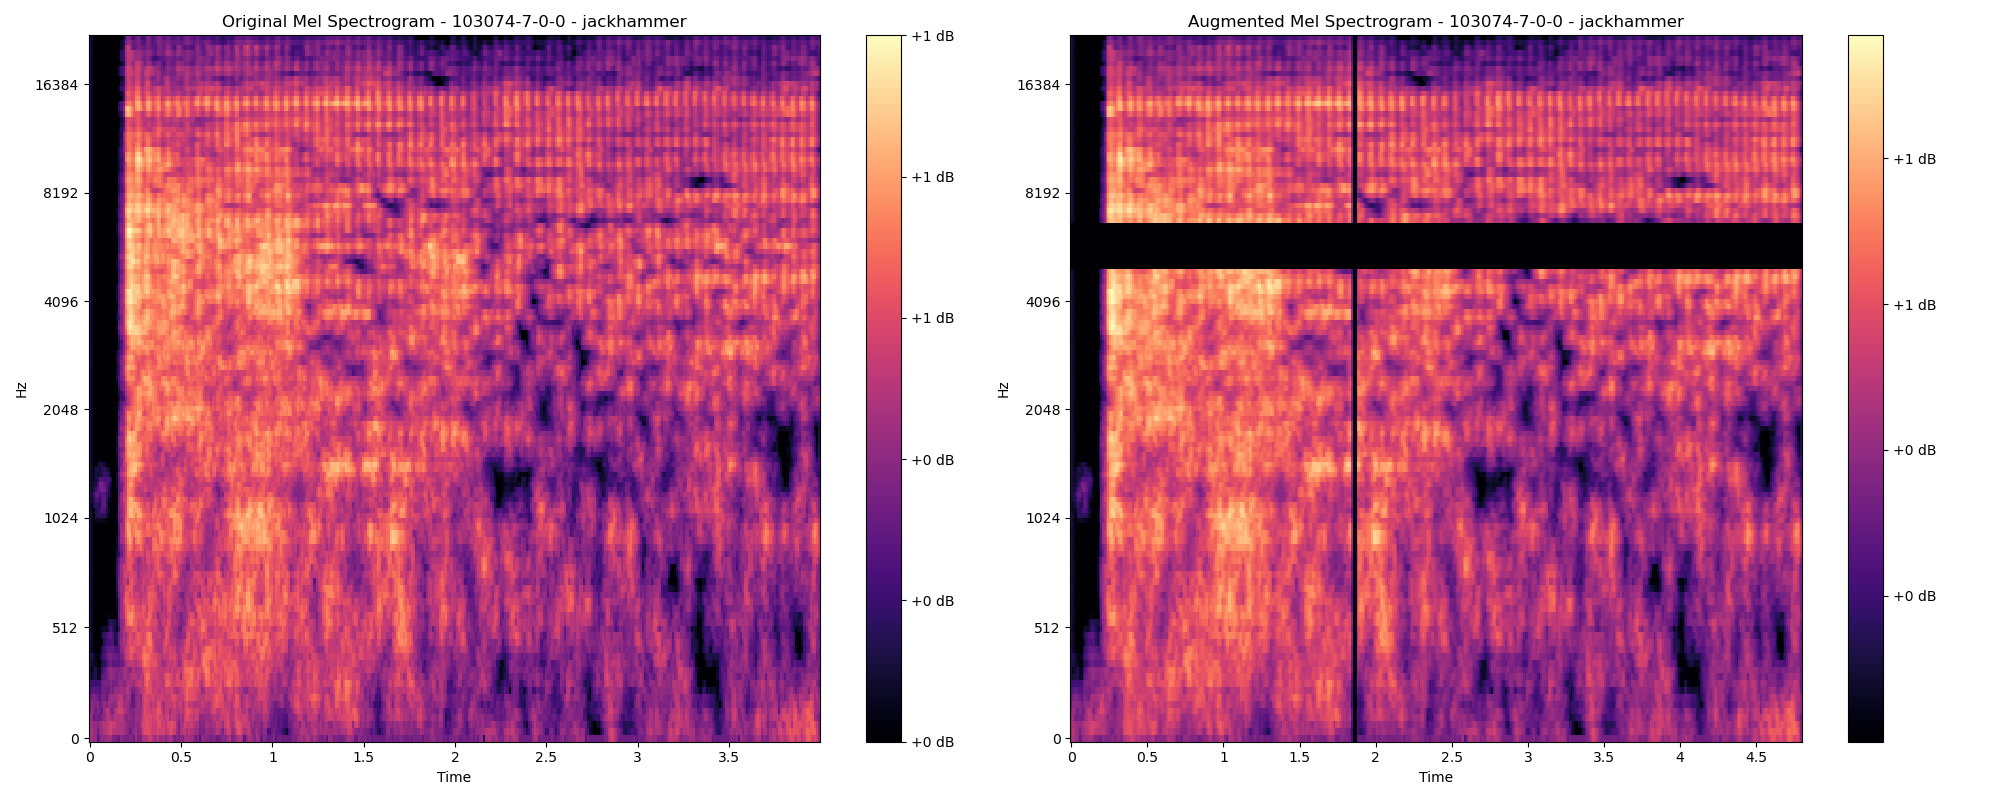 Original Mel Spectrogram - 103074-7-0-0 - jackhammer
Hz
16384
8192
4096
2048
1024
512
0
0 0.5 1 1.5 2 2.5 3 3.5
Time
+1 dB
+1 dB
+1 dB
+0 dB
+0 dB
+0 dB
Augmented Mel Spectrogram - 103074-7-0-0 - jackhammer
Hz
16384
8192
4096
2048
1024
512
0
0 0.5 1 1.5 2 2.5 3 3.5 4 4.5
Time
+1 dB
+1 dB
+0 dB
+0 dB